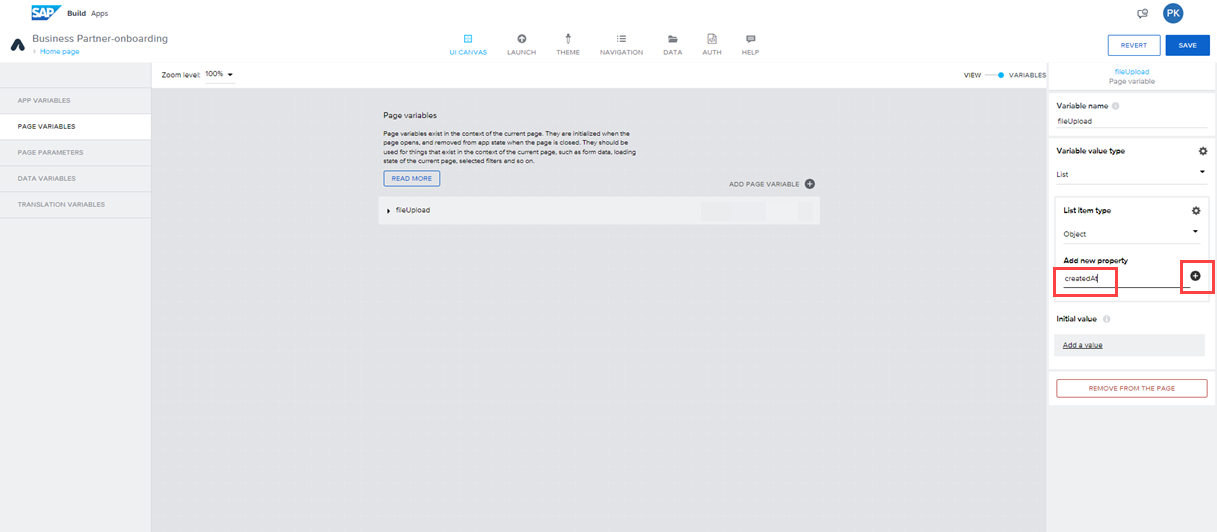 SAP Build Apps
PK
Business Partner-onboarding
› Home page
UI CANVAS
LAUNCH
THEME
NAVIGATION
DATA
AUTH
HELP
REVERT
SAVE
Zoom level: 100%
VIEW
VARIABLES
APP VARIABLES
PAGE VARIABLES
PAGE PARAMETERS
DATA VARIABLES
TRANSLATION VARIABLES
Page variables
Page variables exist in the context of the current page. They are initialized when the
page opens, and removed from app state when the page is closed. They should be
used for things that exist in the context of the current page, such as form data, loading
state of the current page, selected filters and so on.
READ MORE
ADD PAGE VARIABLE
fileUpload
fileUpload
Page variable
Variable name
fileUpload
Variable value type
List
List item type
Object
Add new property
createdAt
Initial value
Add a value
REMOVE FROM THE PAGE